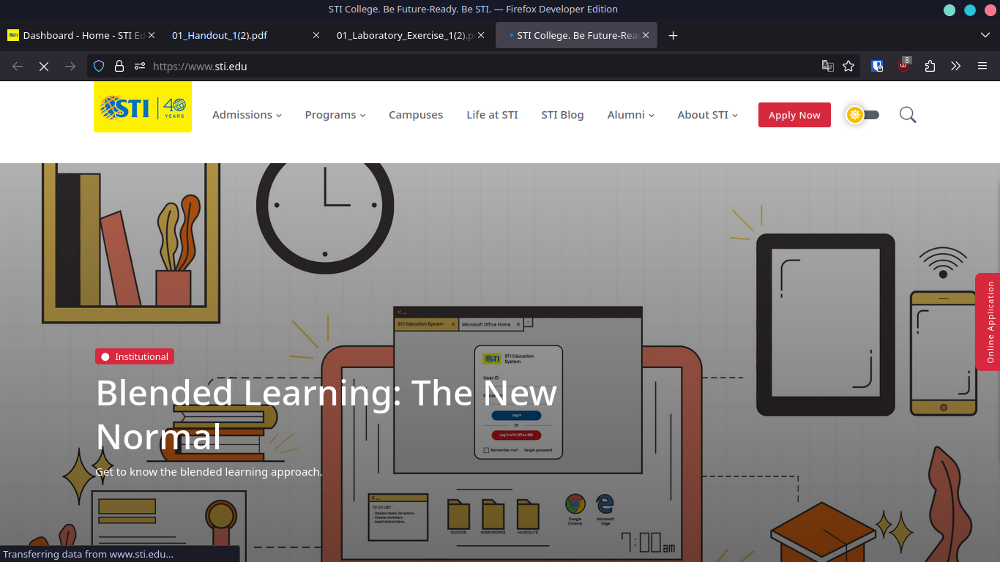 STI College. Be Future-Ready. Be STI. — Firefox Developer Edition
Dashboard - Home - STI Ed
01_Handout_1(2).pdf
01_Laboratory_Exercise_1(2).p
STI College. Be Future-Rea
https://www.sti.edu
8
STI 40 YEARS
Admissions
Programs
Campuses
Life at STI
STI Blog
Alumni
About STI
Apply Now
Online Application
STI Education System
Microsoft Office Home
STI
STI Education
System
User ID
Log in
or
Log in with Office 365
Remember me?
Forgot password
Institutional
Blended Learning: The New
Normal
Get to know the blended learning approach.
TO-DO LIST:
- Review notes for exams
- Create reviewers
- Avoid distractions
QUIZZES
HOMEWORKS
HANDOUTS
Google
Chrome
Microsoft
Edge
7:00am
Transferring data from www.sti.edu...